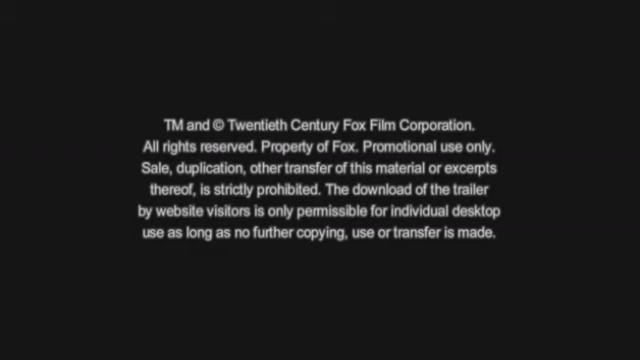 TM and © Twentieth Century Fox Film Corporation.
All rights reserved. Property of Fox. Promotional use only.
Sale, duplication, other transfer of this material or excerpts
thereof, is strictly prohibited. The download of the trailer
by website visitors is only permissible for individual desktop
use as long as no further copying, use or transfer is made.